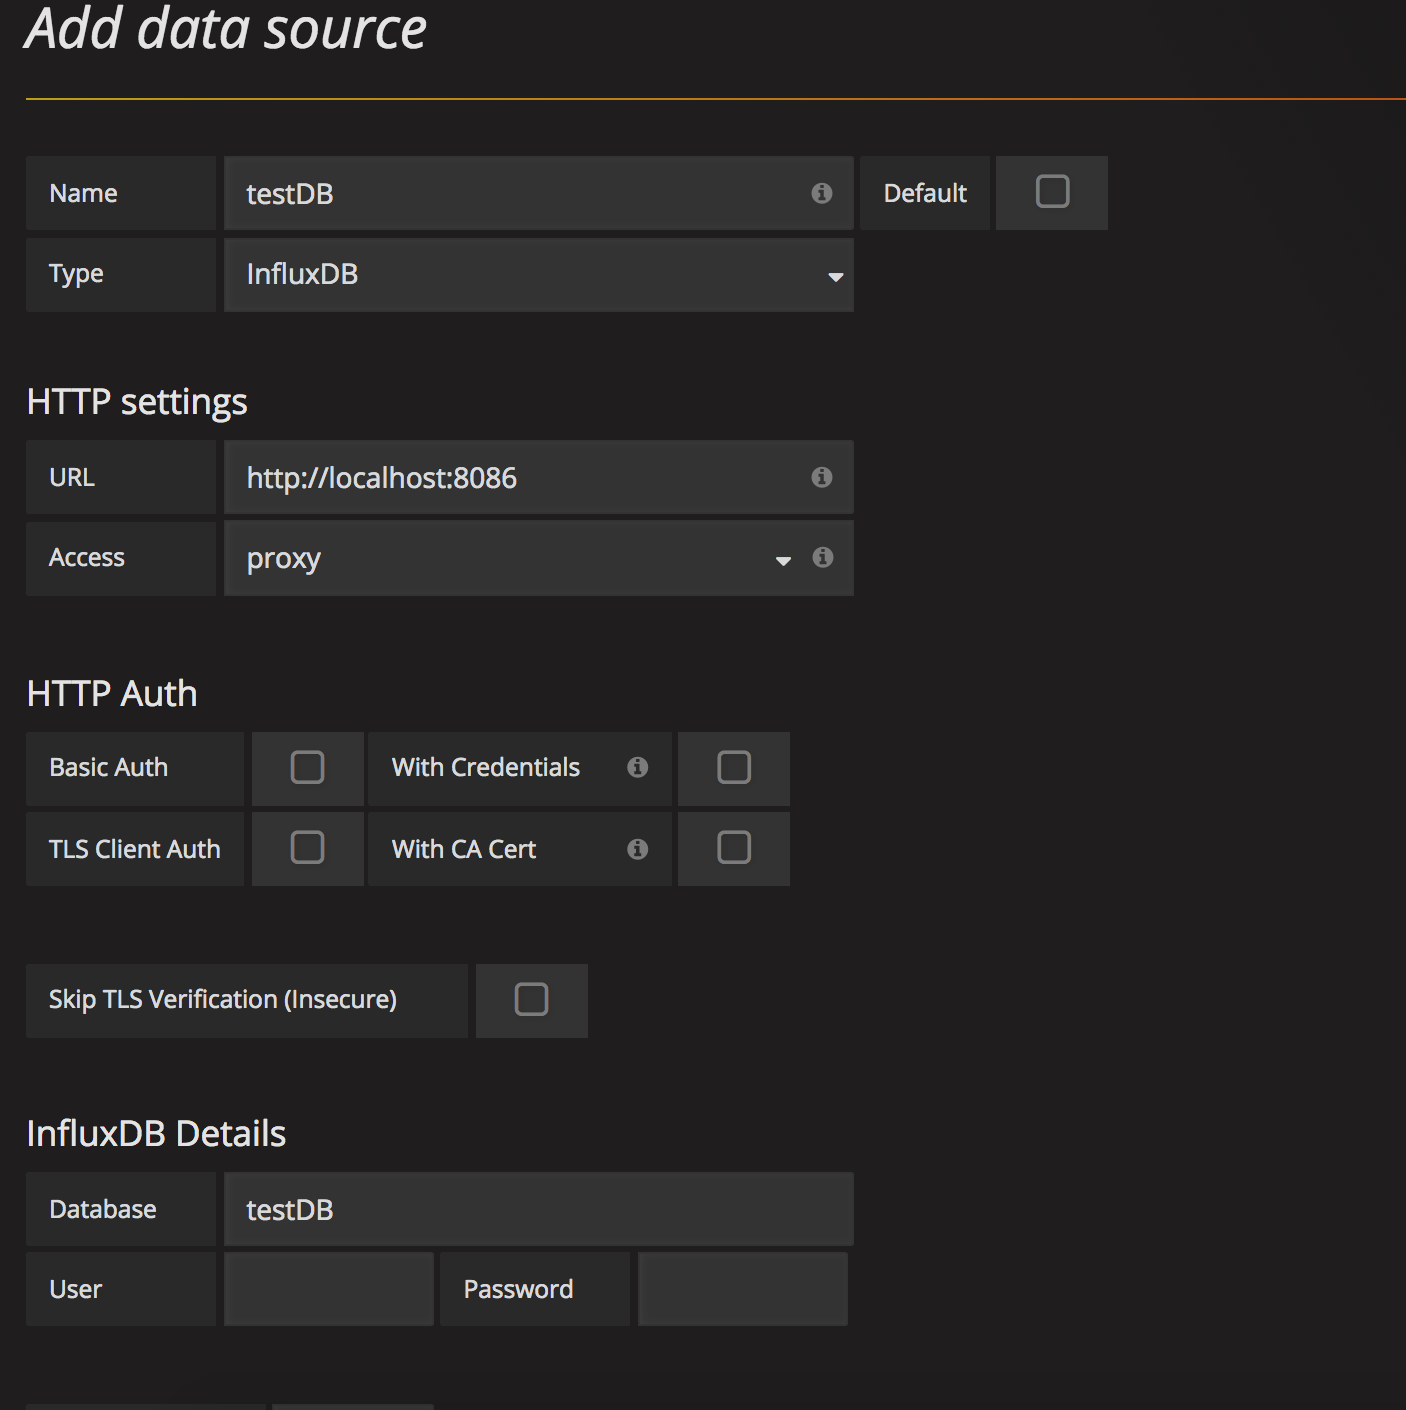 Add data source
Name testDB Default
Type InfluxDB
HTTP settings
URL http://localhost:8086
Access proxy
HTTP Auth
Basic Auth With Credentials
TLS Client Auth With CA Cert
Skip TLS Verification (Insecure)
InfluxDB Details
Database testDB
User Password